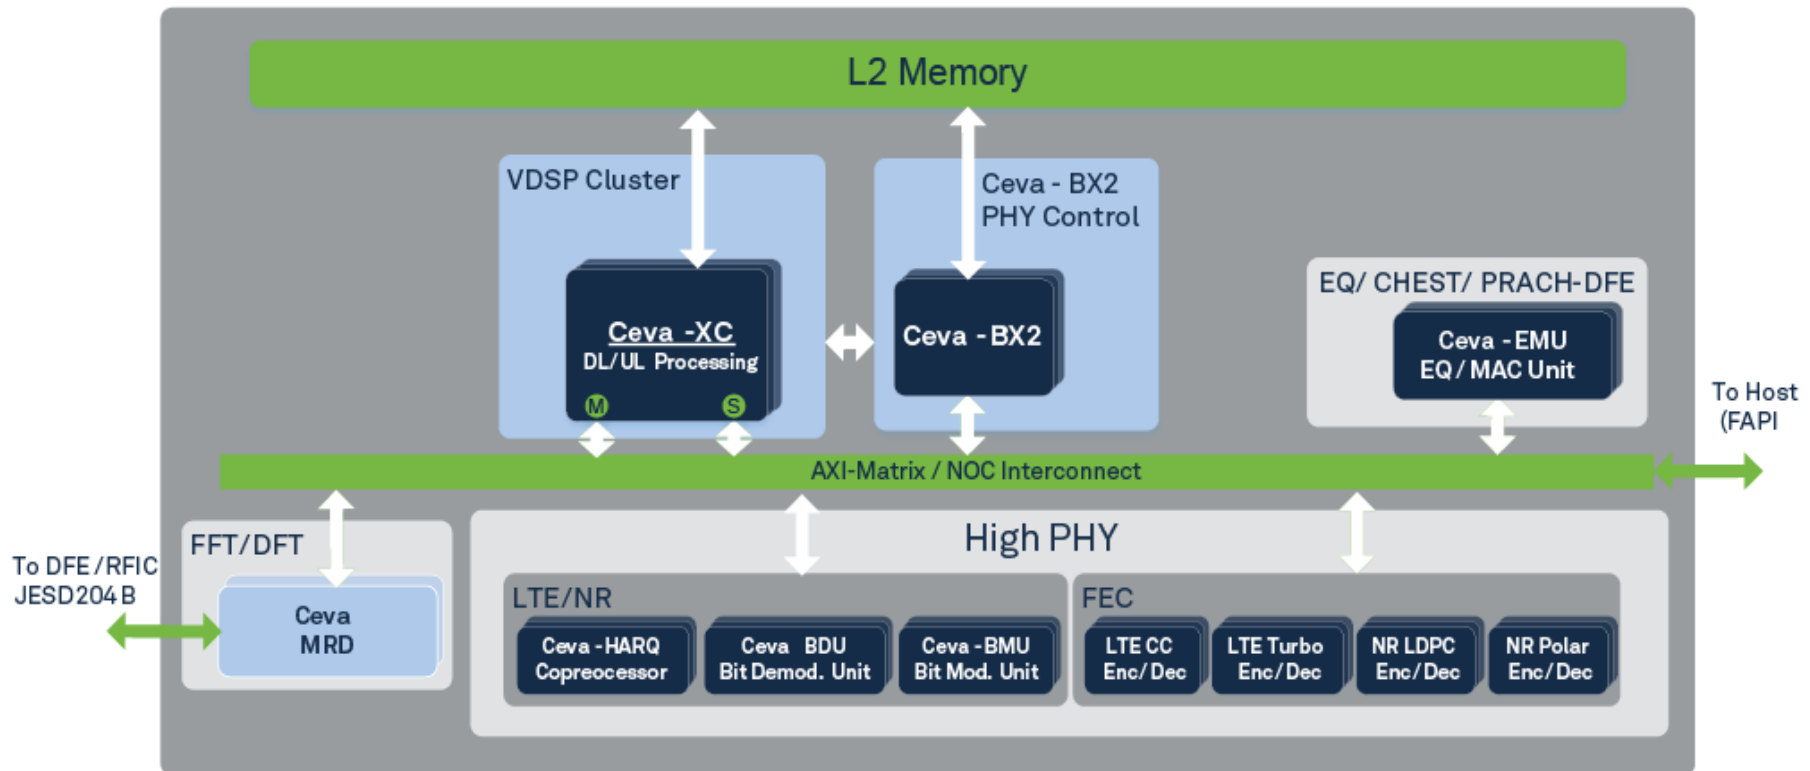 L2 Memory
VDSP Cluster
Ceva - BX2
PHY Control
Ceva -XC
DL/UL Processing
M
S
Ceva - BX2
EQ/ CHEST/ PRACH-DFE
Ceva - EMU
EQ / MAC Unit
To Host
(FAPI
AXI-Matrix / NOC Interconnect
FFT/DFT
To DFE /RFIC
JESD204 B
Ceva
MRD
High PHY
LTE/NR
Ceva -HARQ
Copreocessor
Ceva BDU
Bit Demod. Unit
Ceva -BMU
Bit Mod. Unit
FEC
LTE CC
Enc/Dec
LTE Turbo
Enc/Dec
NR LDPC
Enc/Dec
NR Polar
Enc/Dec